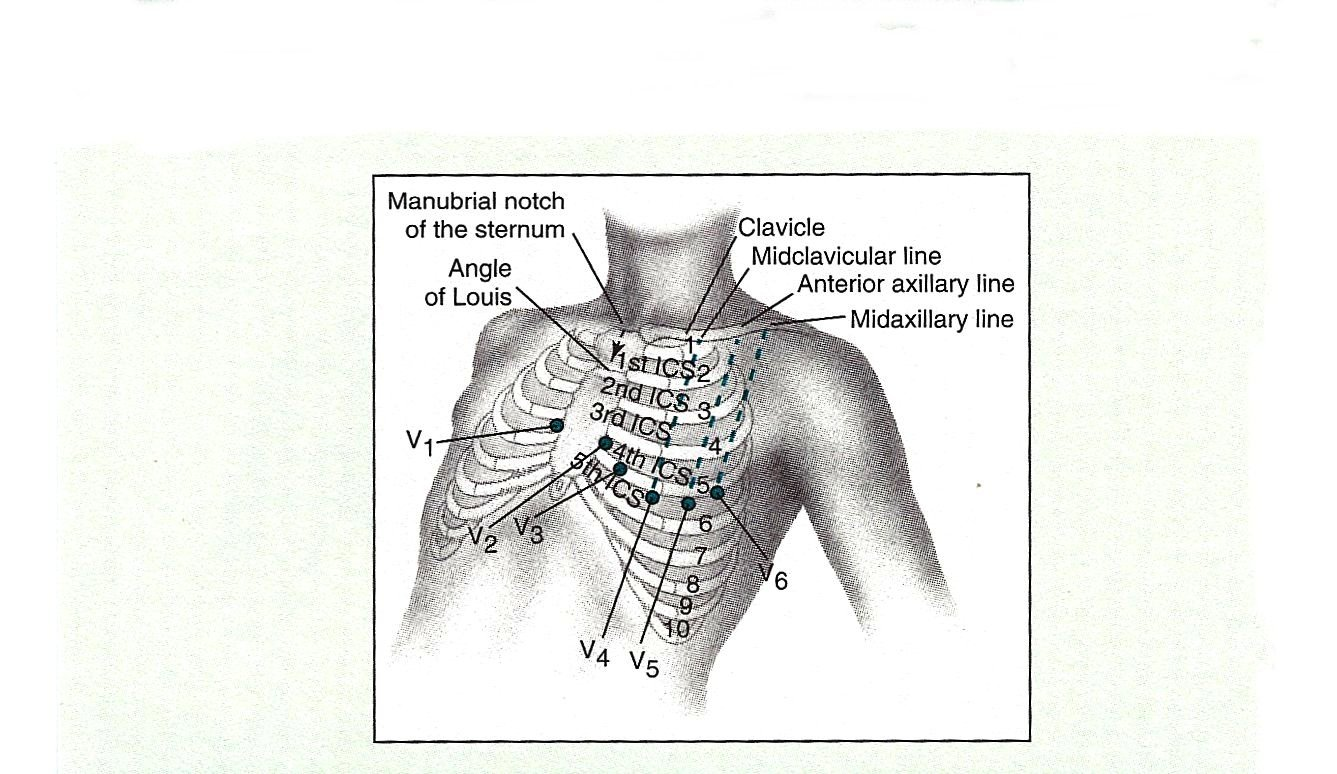 Manubrial notch
of the sternum
Angle
of Louis
Clavicle
Midclavicular line
Anterior axillary line
Midaxillary line
1
1st ICS 2
2nd ICS 3
3rd ICS
4
4th ICS 5
5th ICS
6
7
8
9
10
V1
V2
V3
V4
V5
V6